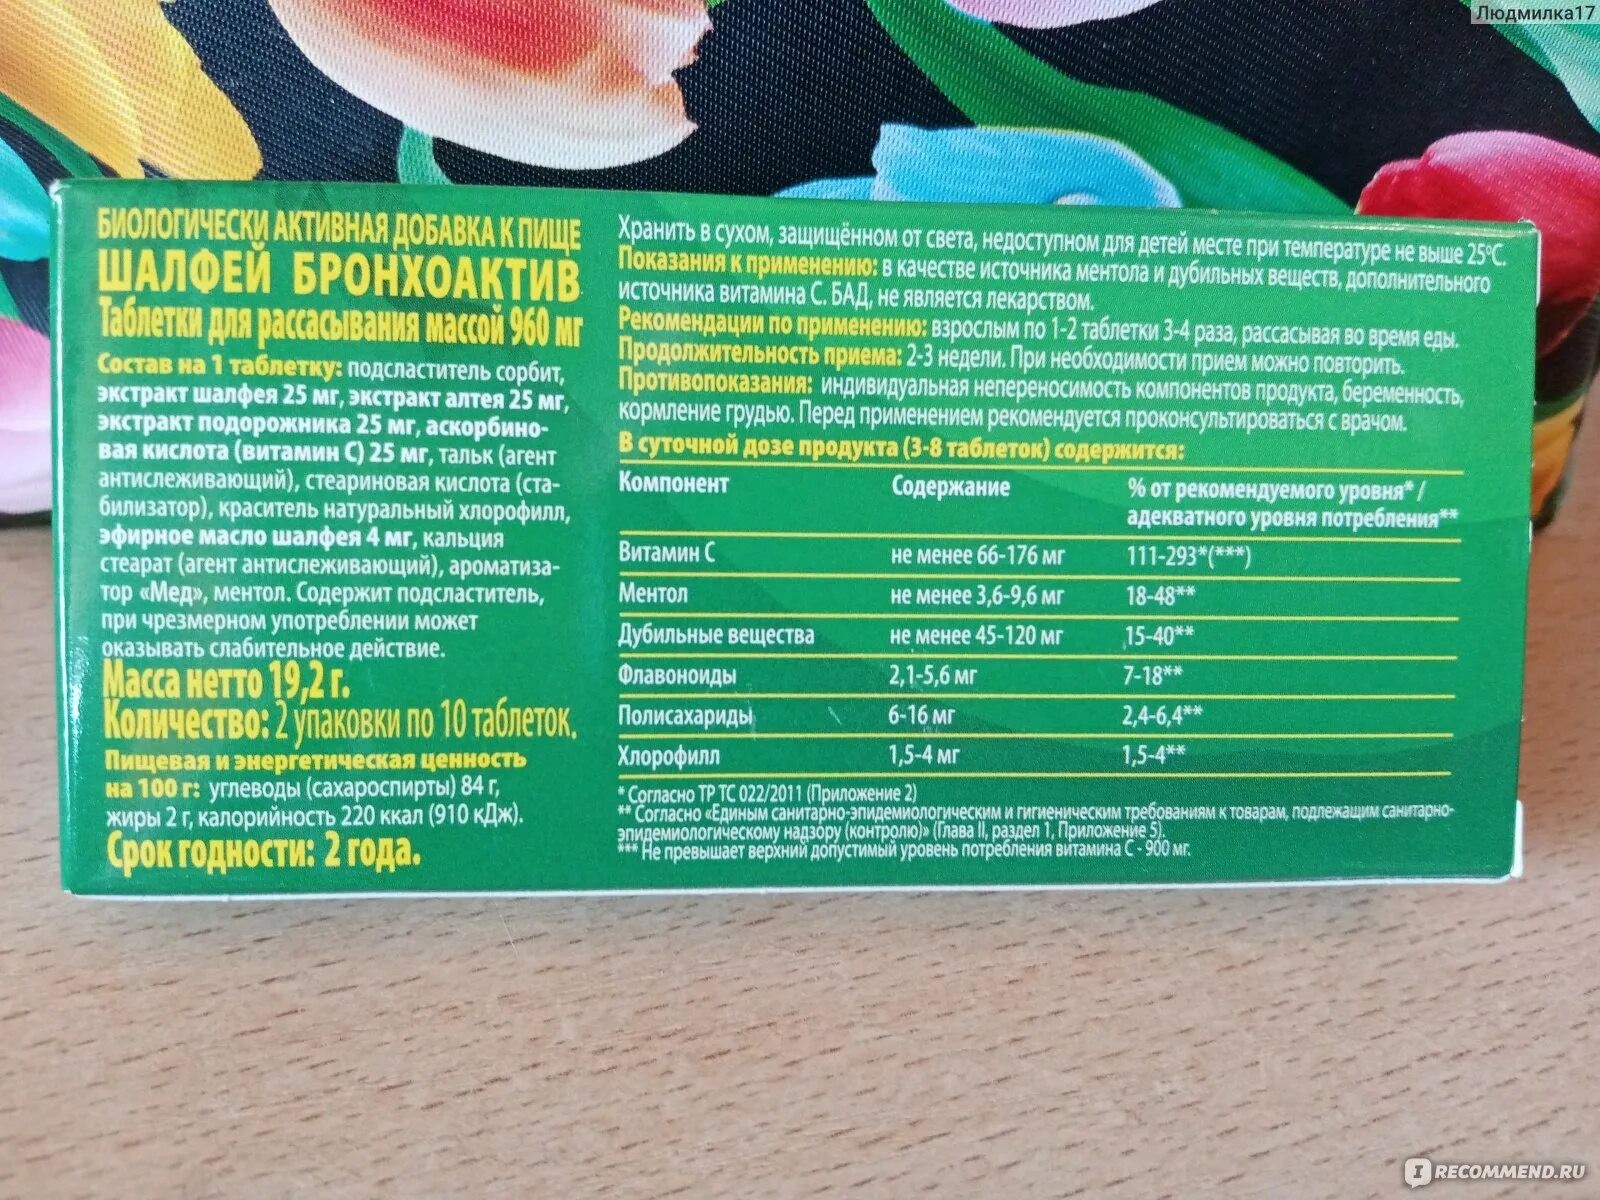 Людмилка17
БИОЛОГИЧЕСКИ АКТИВНАЯ ДОБАВКА К ПИЩЕ
ШАЛФЕЙ БРОНХОАКТИВ
Таблетки для рассасывания массой 960 мг
Состав на 1 таблетку: подсластитель сорбит,
экстракт шалфея 25 мг, экстракт алтея 25 мг,
экстракт подорожника 25 мг, аскорбино-
вая кислота (витамин С) 25 мг, тальк (агент
антислеживающий), стеариновая кислота (ста-
билизатор), краситель натуральный хлорофилл,
эфирное масло шалфея 4 мг, кальция
стеарат (агент антислеживающий), ароматиза-
тор «Мед», ментол. Содержит подсластитель,
при чрезмерном употреблении может
оказывать слабительное действие.
Масса нетто 19,2 г.
Количество: 2 упаковки по 10 таблеток.
Пищевая и энергетическая ценность
на 100 г: углеводы (сахароспирты) 84 г,
жиры 2 г, калорийность 220 ккал (910 кДж).
Срок годности: 2 года.
Хранить в сухом, защищённом от света, недоступном для детей месте при температуре не выше 25°С.
Показания к применению: в качестве источника ментола и дубильных веществ, дополнительного
источника витамина С. БАД, не является лекарством.
Рекомендации по применению: взрослым по 1-2 таблетки 3-4 раза, рассасывая во время еды.
Продолжительность приема: 2-3 недели. При необходимости прием можно повторить.
Противопоказания: индивидуальная непереносимость компонентов продукта, беременность,
кормление грудью. Перед применением рекомендуется проконсультироваться с врачом.
В суточной дозе продукта (3-8 таблеток) содержится:
Компонент Содержание % от рекомендуемого уровня* /
адекватного уровня потребления**
Витамин С не менее 66-176 мг 111-293*(***)
Ментол не менее 3,6-9,6 мг 18-48**
Дубильные вещества не менее 45-120 мг 15-40**
Флавоноиды 2,1-5,6 мг 7-18**
Полисахариды 6-16 мг 2,4-6,4**
Хлорофилл 1,5-4 мг 1,5-4**
* Согласно ТР ТС 022/2011 (Приложение 2)
** Согласно «Единым санитарно-эпидемиологическим и гигиеническим требованиям к товарам, подлежащим санитарно-
эпидемиологическому надзору (контролю)» (Глава II, раздел 1, Приложение 5).
*** Не превышает верхний допустимый уровень потребления витамина С - 900 мг.
IRECOMMEND.RU